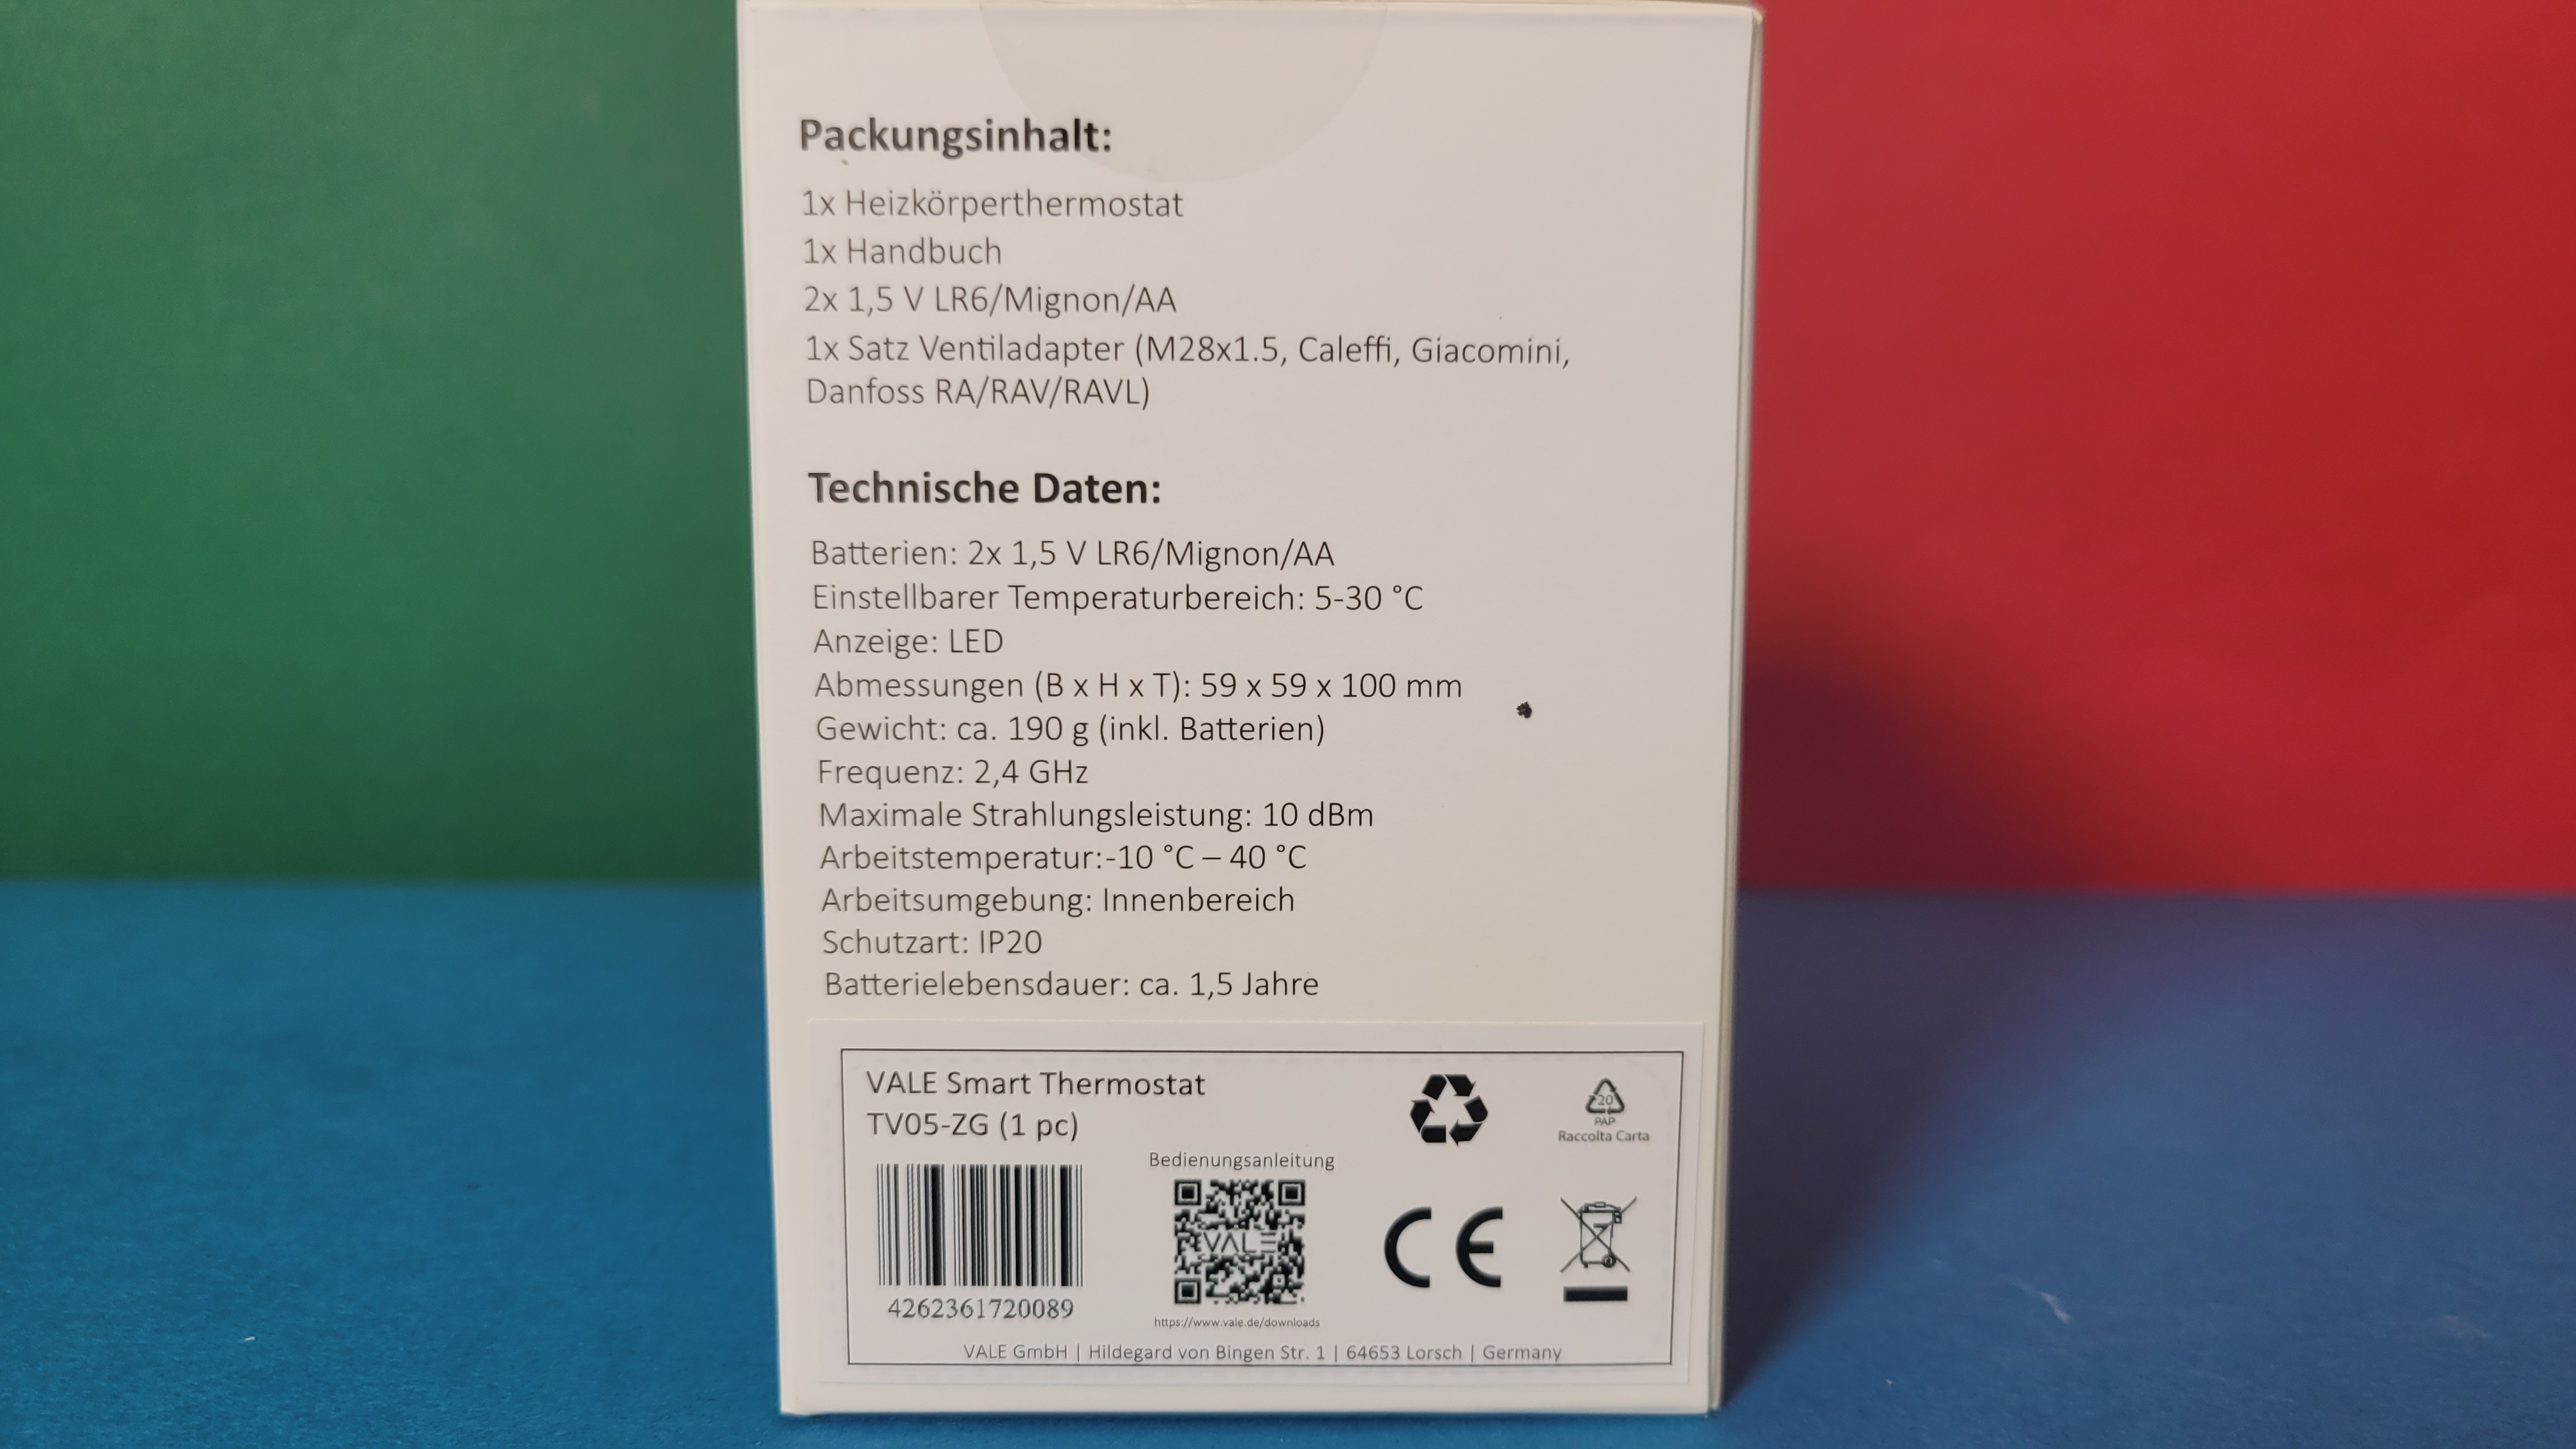 Packungsinhalt:
1x Heizkörperthermostat
1x Handbuch
2x 1,5 V LR6/Mignon/AA
1x Satz Ventiladapter (M28x1.5, Caleffi, Giacomini,
Danfoss RA/RAV/RAVL)
Technische Daten:
Batterien: 2x 1,5 V LR6/Mignon/AA
Einstellbarer Temperaturbereich: 5-30 °C
Anzeige: LED
Abmessungen (B x H x T): 59 x 59 x 100 mm
Gewicht: ca. 190 g (inkl. Batterien)
Frequenz: 2,4 GHz
Maximale Strahlungsleistung: 10 dBm
Arbeitstemperatur:-10 °C – 40 °C
Arbeitsumgebung: Innenbereich
Schutzart: IP20
Batterielebensdauer: ca. 1,5 Jahre
VALE Smart Thermostat
TV05-ZG (1 pc)
20
PAP
Raccolta Carta
Bedienungsanleitung
VALE
CE
4262361720089
https://www.vale.de/downloads
VALE GmbH | Hildegard von Bingen Str. 1 | 64653 Lorsch | Germany